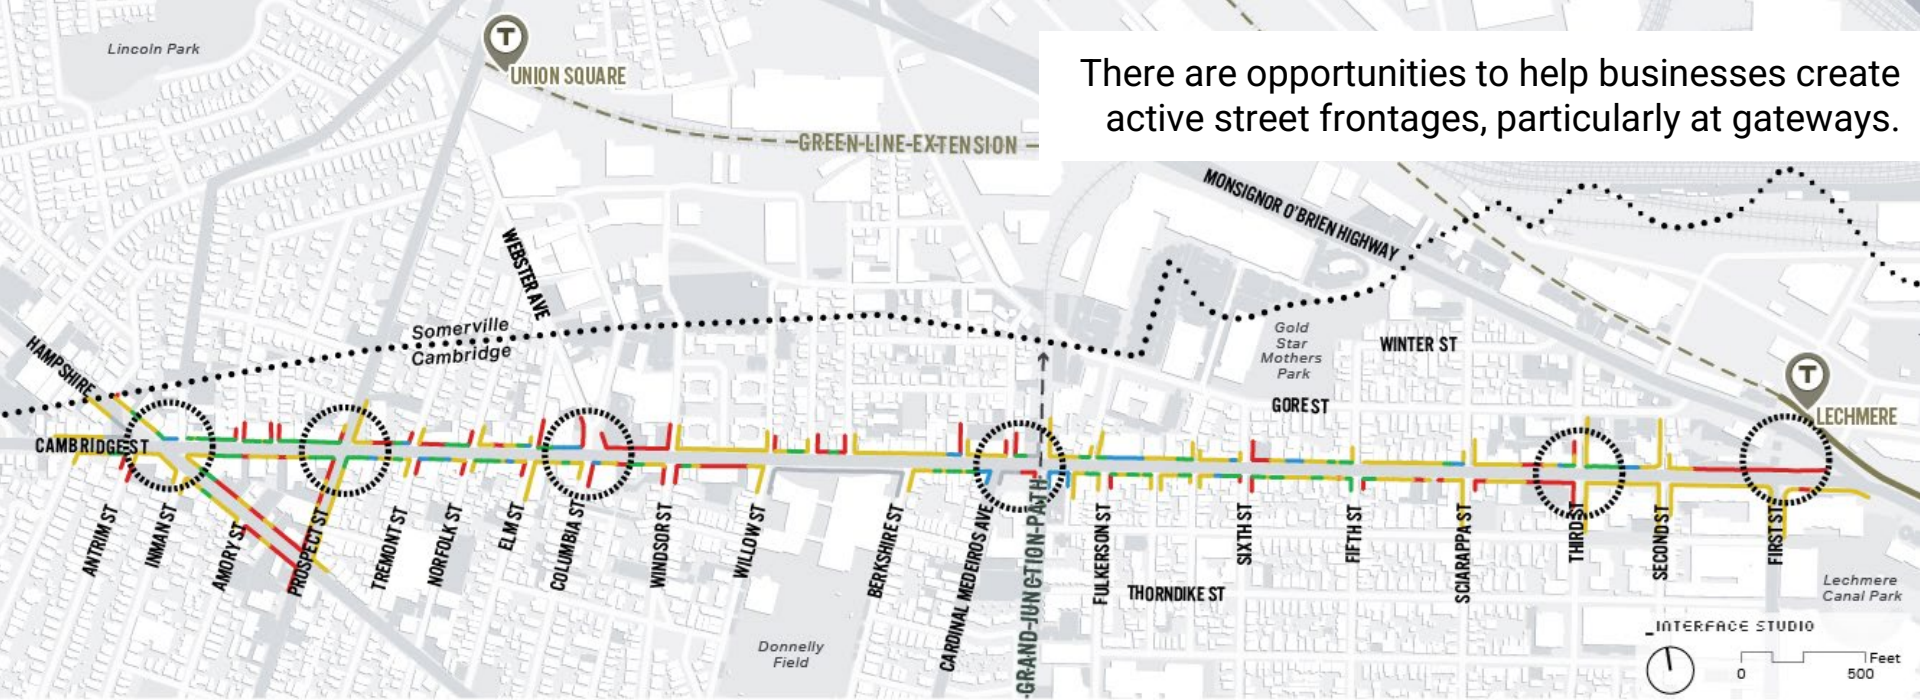 Lincoln Park
T
UNION SQUARE
There are opportunities to help businesses create
active street frontages, particularly at gateways.
GREEN-LINE-EXTENSION
MONSIGNOR O'BRIEN HIGHWAY
WEBSTER AVE
Somerville
Cambridge
Gold
Star
Mothers
Park
WINTER ST
HAMPSHIRE
T
LECHMERE
GORE ST
CAMBRIDGE ST
ANTRIM ST
INMAN ST
AMORY ST
PROSPECT ST
TREMONT ST
NORFOLK ST
ELM ST
COLUMBIA ST
WINDSOR ST
WILLOW ST
BERKSHIRE ST
CARDINAL MEDEIROS AVE
GRAND-JUNCTION-PATH
FULKERSON ST
SIXTH ST
FIFTH ST
SCIARAPPA ST
THIRD ST
SECOND ST
FIRST ST
THORNDIKE ST
Lechmere
Canal Park
Donnelly
Field
_INTERFACE STUDIO
Feet
0 500